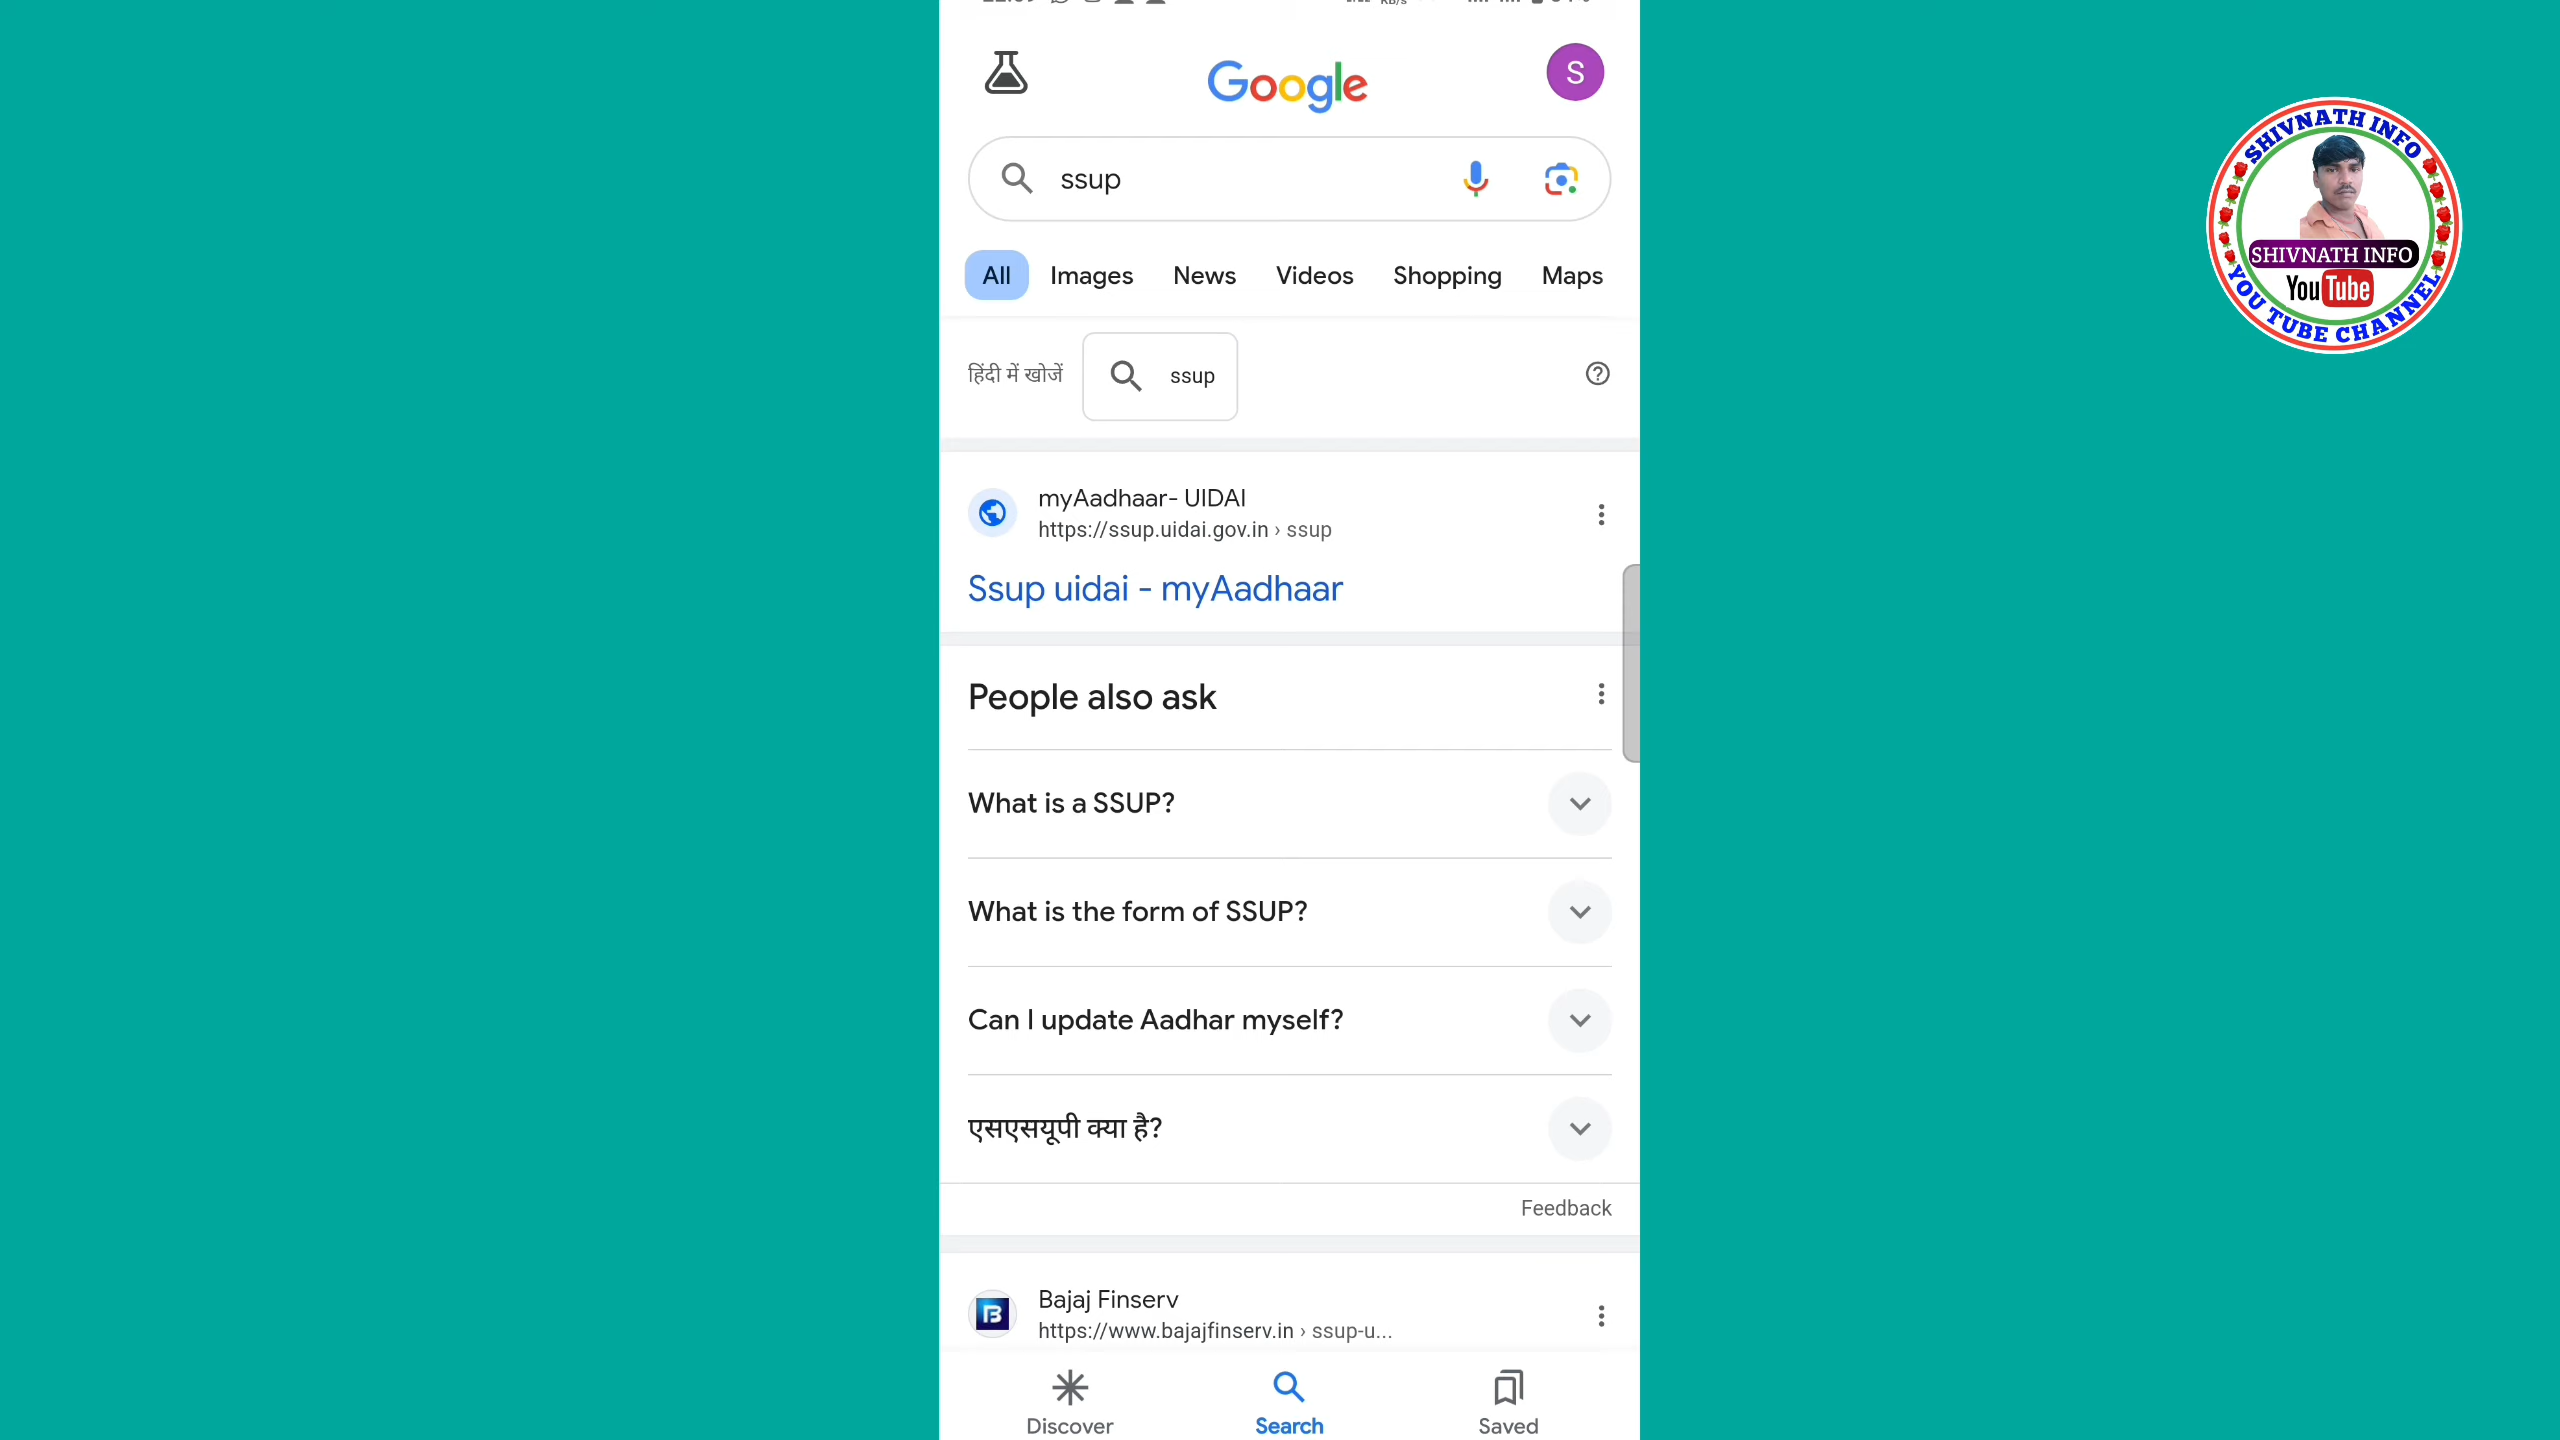 Google
S
ssup
All Images News Videos Shopping Maps
हिंदी में खोजें ssup
myAadhaar- UIDAI
https://ssup.uidai.gov.in › ssup
Ssup uidai - myAadhaar
People also ask
What is a SSUP?
What is the form of SSUP?
Can I update Aadhar myself?
एसएसयूपी क्या है?
Feedback
B
Bajaj Finserv
https://www.bajajfinserv.in › ssup-u...
Discover Search Saved
SHIVNATH INFO
SHIVNATH INFO
YouTube
YOU TUBE CHANNEL